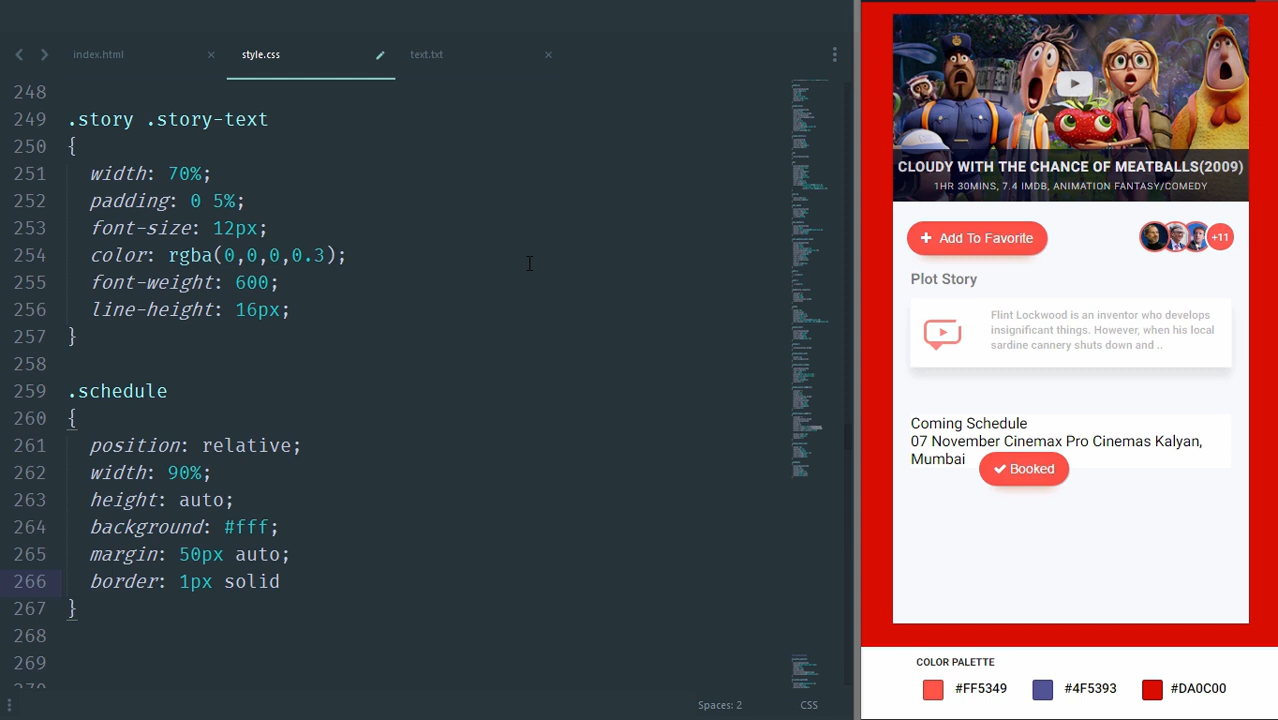 index.html
style.css
text.txt
248
249 .story .story-text
250 {
251 width: 70%;
252 padding: 0 5%;
253 font-size: 12px;
254 color: rgba(0,0,0,0.3);
255 font-weight: 600;
256 line-height: 16px;
257 }
258
259 .schedule
260 {
261 position: relative;
262 width: 90%;
263 height: auto;
264 background: #fff;
265 margin: 50px auto;
266 border: 1px solid
267 }
268
269
Spaces: 2 CSS
CLOUDY WITH THE CHANCE OF MEATBALLS(2009)
1HR 30MINS, 7.4 IMDB, ANIMATION FANTASY/COMEDY
Add To Favorite
+11
Plot Story
Flint Lockwood is an inventor who develops
insignificant things. However, when his local
sardine cannery shuts down and ..
Coming Schedule
07 November Cinemax Pro Cinemas Kalyan,
Mumbai
Booked
COLOR PALETTE
#FF5349 #4F5393 #DA0C00